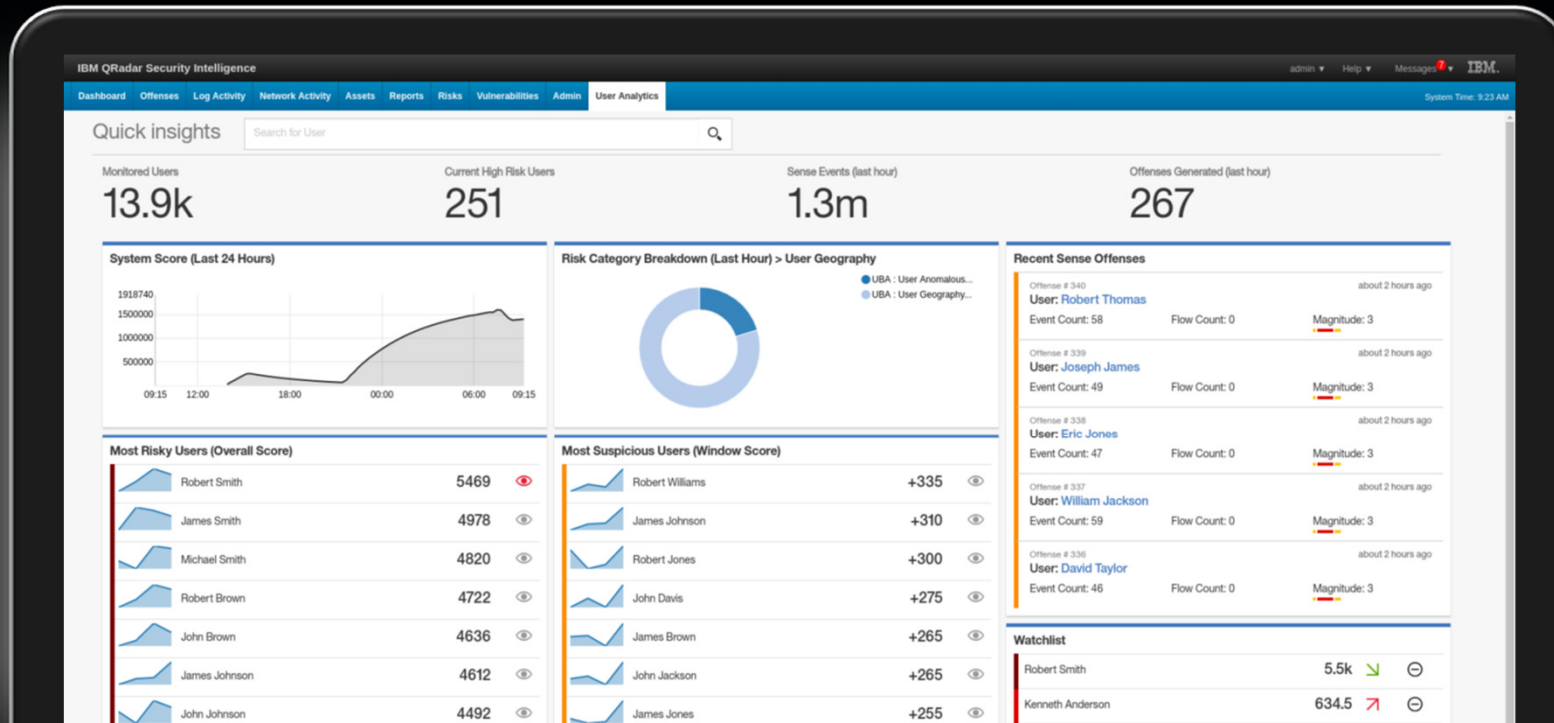 IBM QRadar Security Intelligence
admin Help Messages 7 IBM.
Dashboard Offenses Log Activity Network Activity Assets Reports Risks Vulnerabilities Admin User Analytics
System Time: 9:23 AM
Quick insights
Search for User
Monitored Users
13.9k
Current High Risk Users
251
Sense Events (last hour)
1.3m
Offenses Generated (last hour)
267
System Score (Last 24 Hours)
1918740
1500000
1000000
500000
09:15 12:00 18:00 00:00 06:00 09:15
Risk Category Breakdown (Last Hour) > User Geography
UBA : User Anomalous...
UBA : User Geography...
Recent Sense Offenses
Offense # 340 about 2 hours ago
User: Robert Thomas
Event Count: 58 Flow Count: 0 Magnitude: 3
Offense # 339 about 2 hours ago
User: Joseph James
Event Count: 49 Flow Count: 0 Magnitude: 3
Offense # 338 about 2 hours ago
User: Eric Jones
Event Count: 47 Flow Count: 0 Magnitude: 3
Offense # 337 about 2 hours ago
User: William Jackson
Event Count: 59 Flow Count: 0 Magnitude: 3
Offense # 336 about 2 hours ago
User: David Taylor
Event Count: 46 Flow Count: 0 Magnitude: 3
Most Risky Users (Overall Score)
Robert Smith 5469
James Smith 4978
Michael Smith 4820
Robert Brown 4722
John Brown 4636
James Johnson 4612
John Johnson 4492
Most Suspicious Users (Window Score)
Robert Williams +335
James Johnson +310
Robert Jones +300
John Davis +275
James Brown +265
John Jackson +265
James Jones +255
Watchlist
Robert Smith 5.5k
Kenneth Anderson 634.5